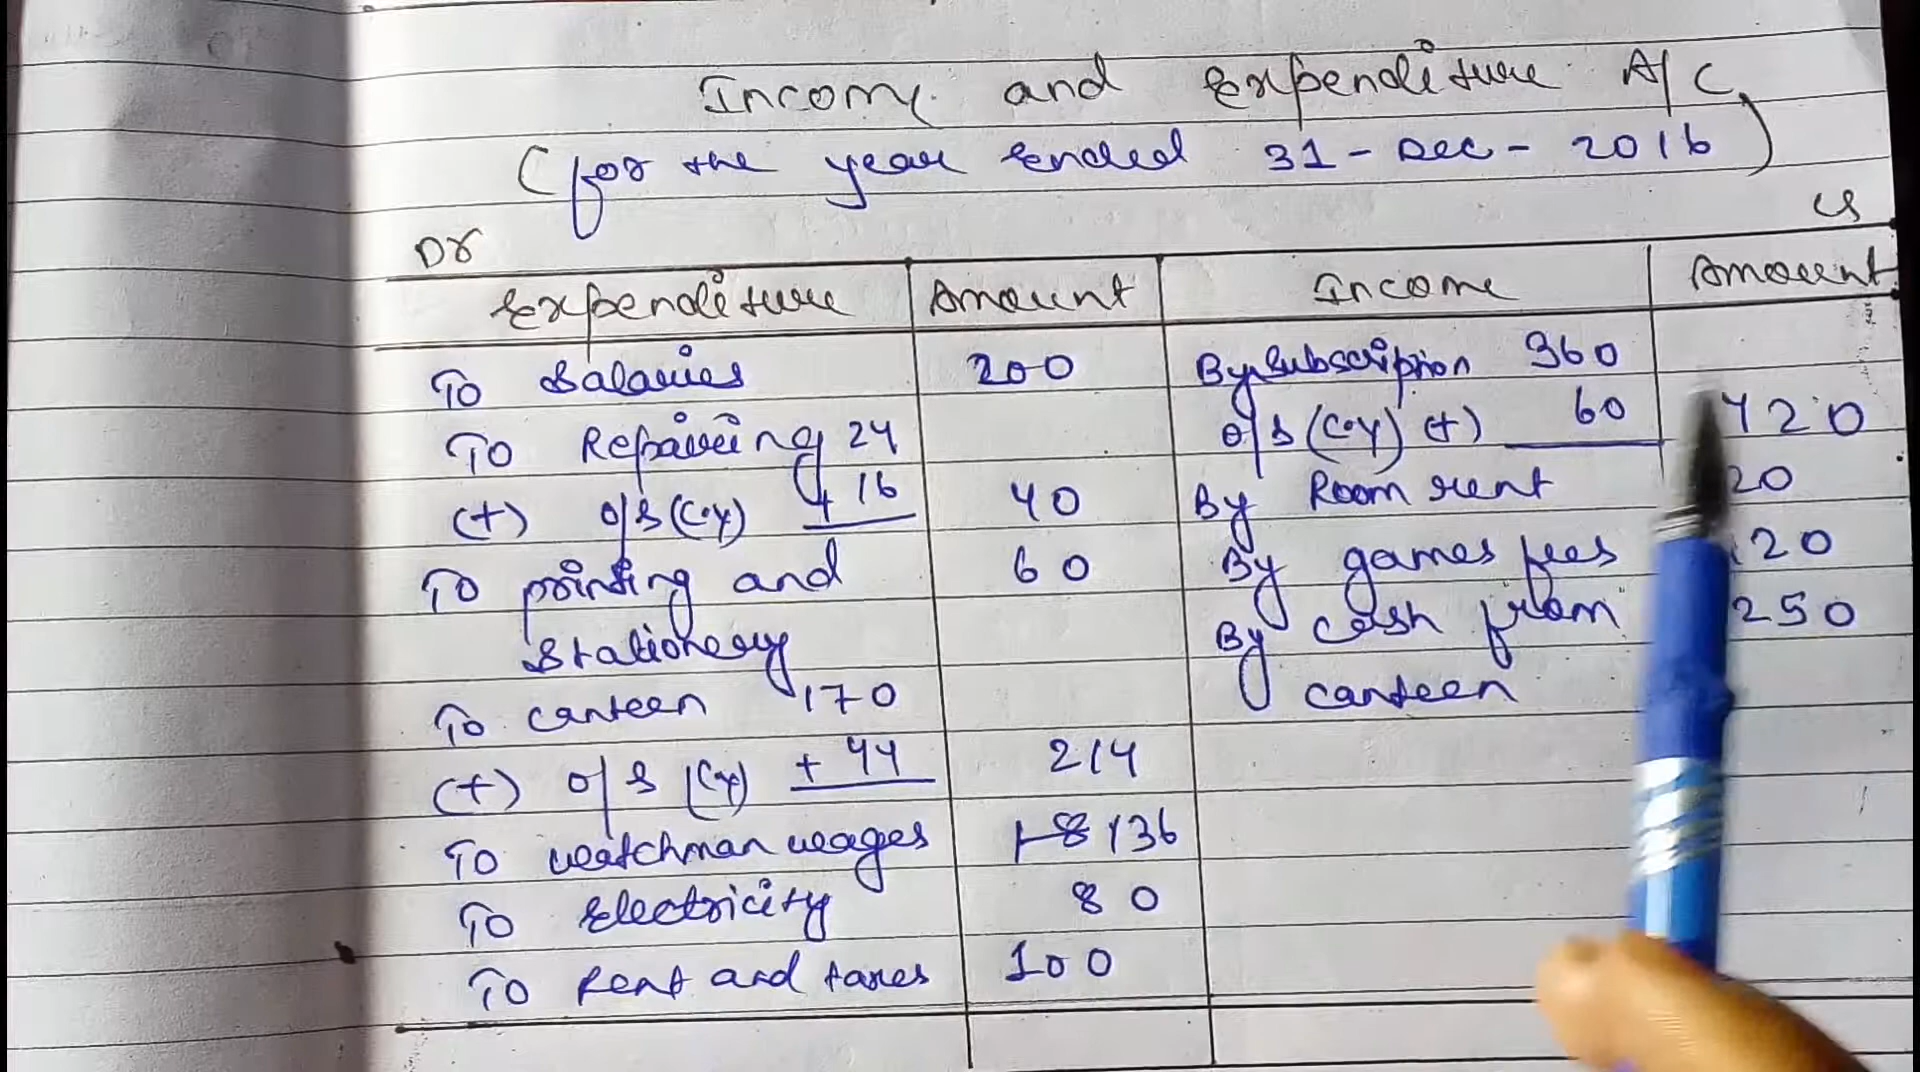 Income and Expenditure A/C
(for the year ended 31-Dec-2016)
Dr Cr
Expenditure Amount Income Amount
To Salaries 200 By Subscription 360
To Repairing 24 O/S (C.Y) (+) 60 420
(+) O/S (C.Y) + 16 40 By Room rent 20
To printing and 60 By games fees 120
Stationery By cash from 250
To canteen 170 canteen
(+) O/S (C.Y) + 44 214
To watchman wages 136
To Electricity 80
To Rent and taxes 100